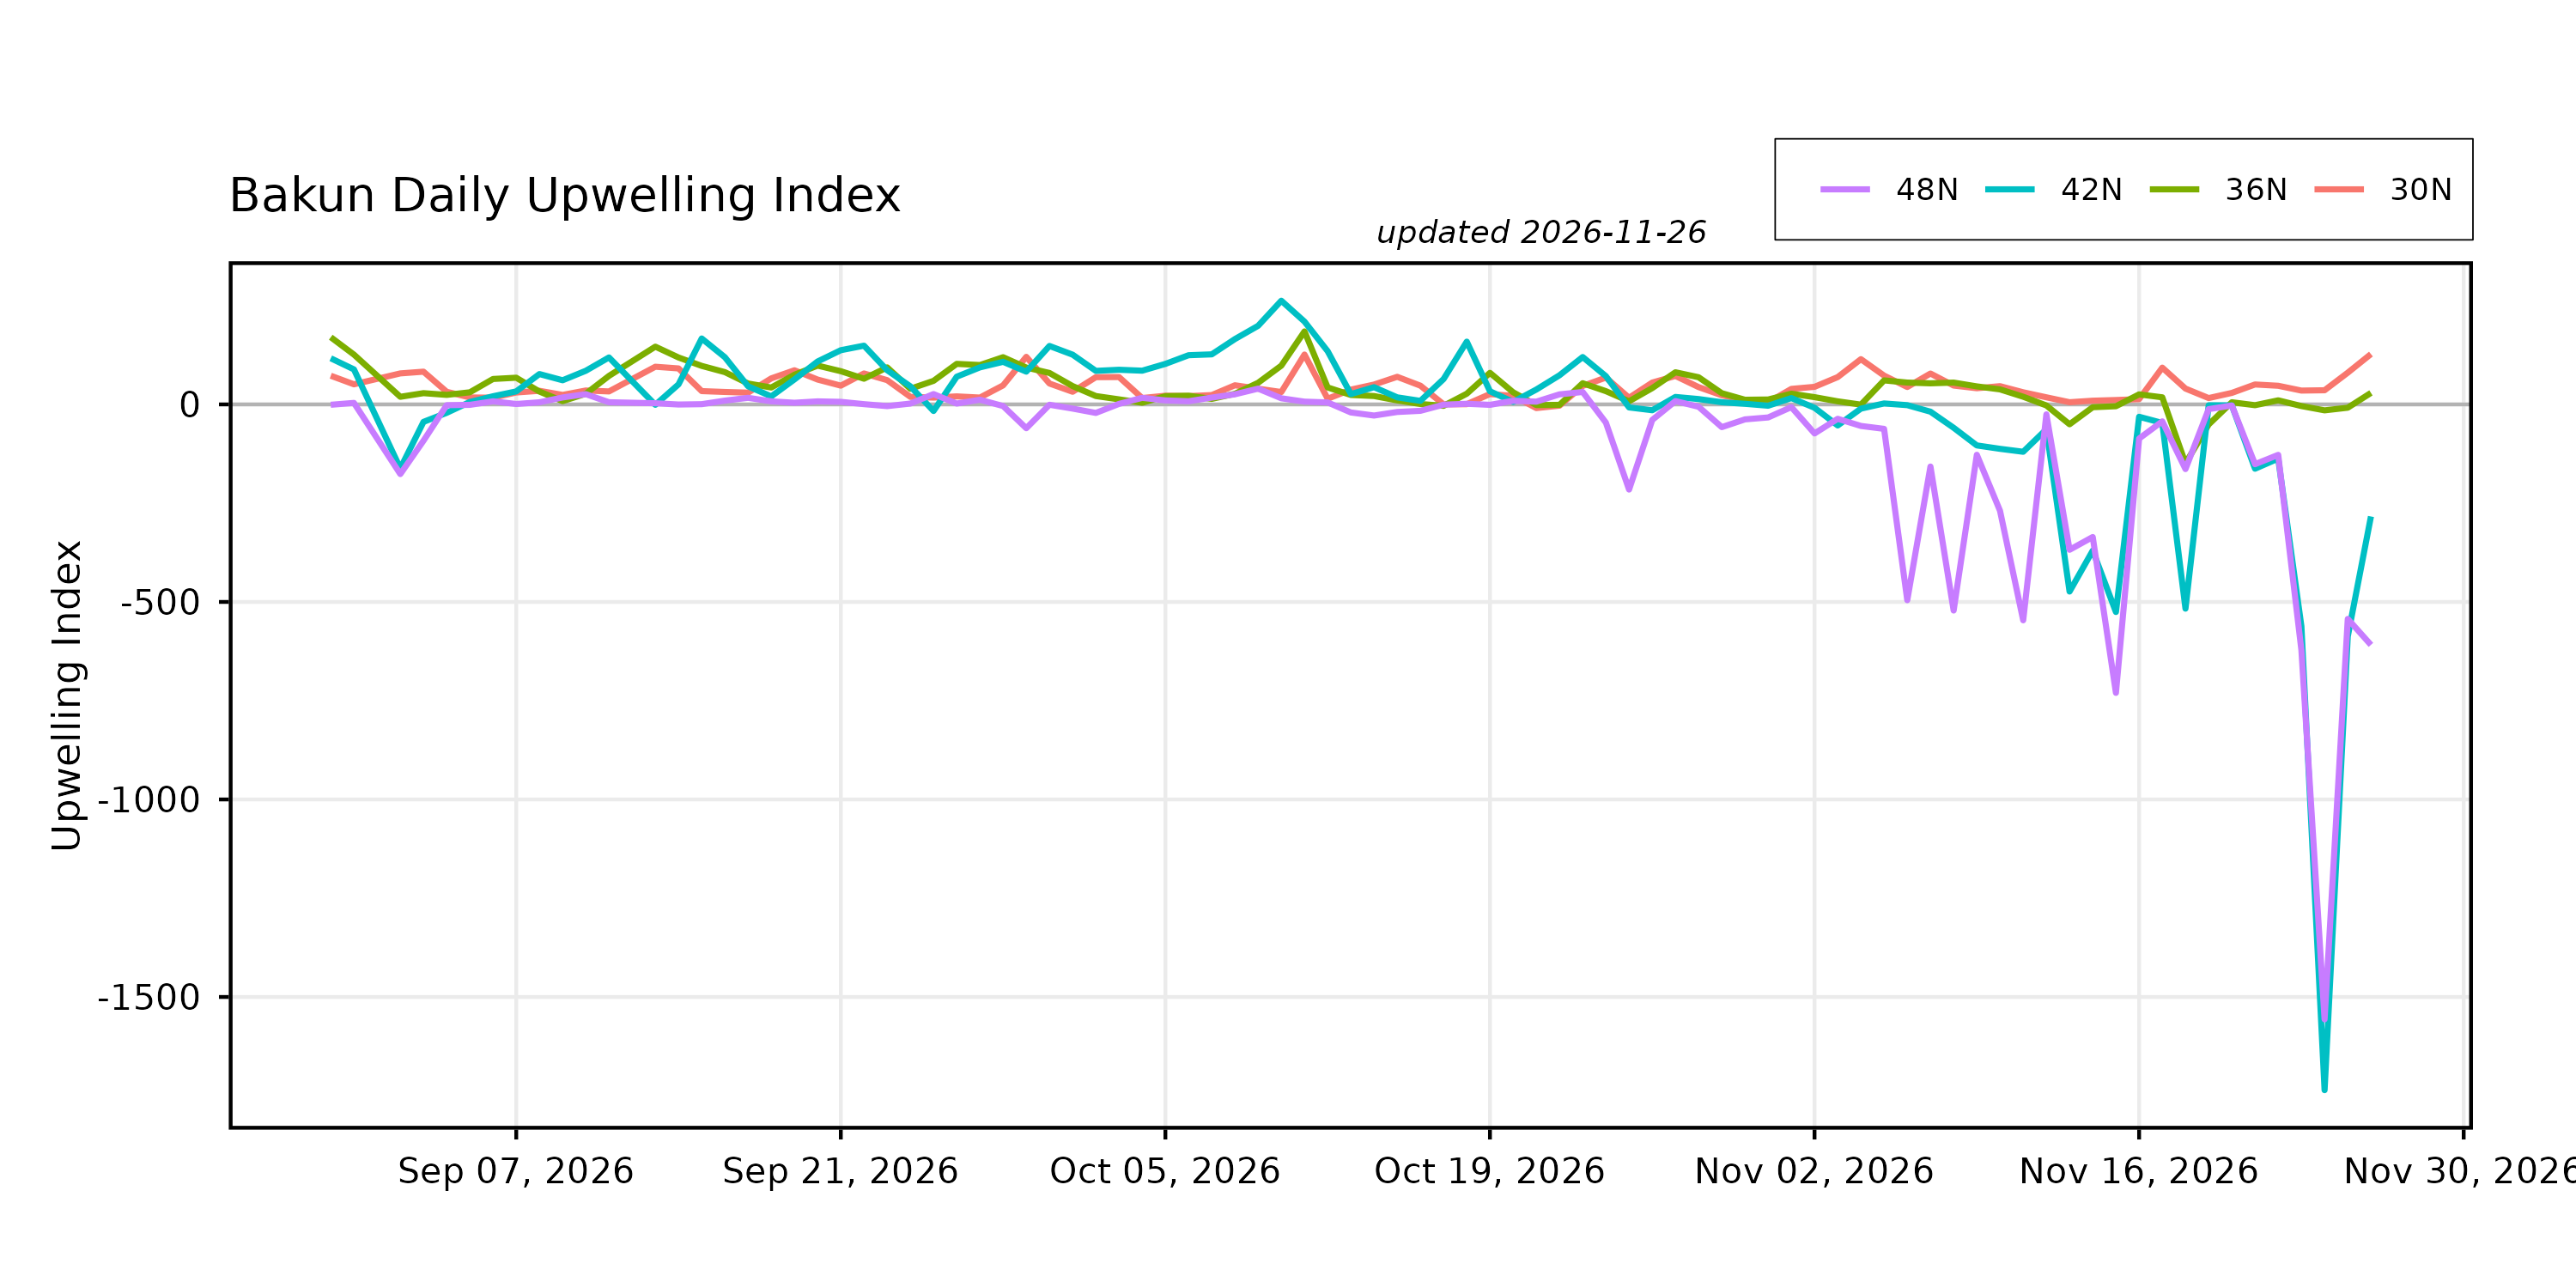 Bakun Daily Upwelling Index
updated 2026-11-26
48N 42N 36N 30N
Upwelling Index
0
-500
-1000
-1500
Sep 07, 2026 Sep 21, 2026 Oct 05, 2026 Oct 19, 2026 Nov 02, 2026 Nov 16, 2026 Nov 30, 2026